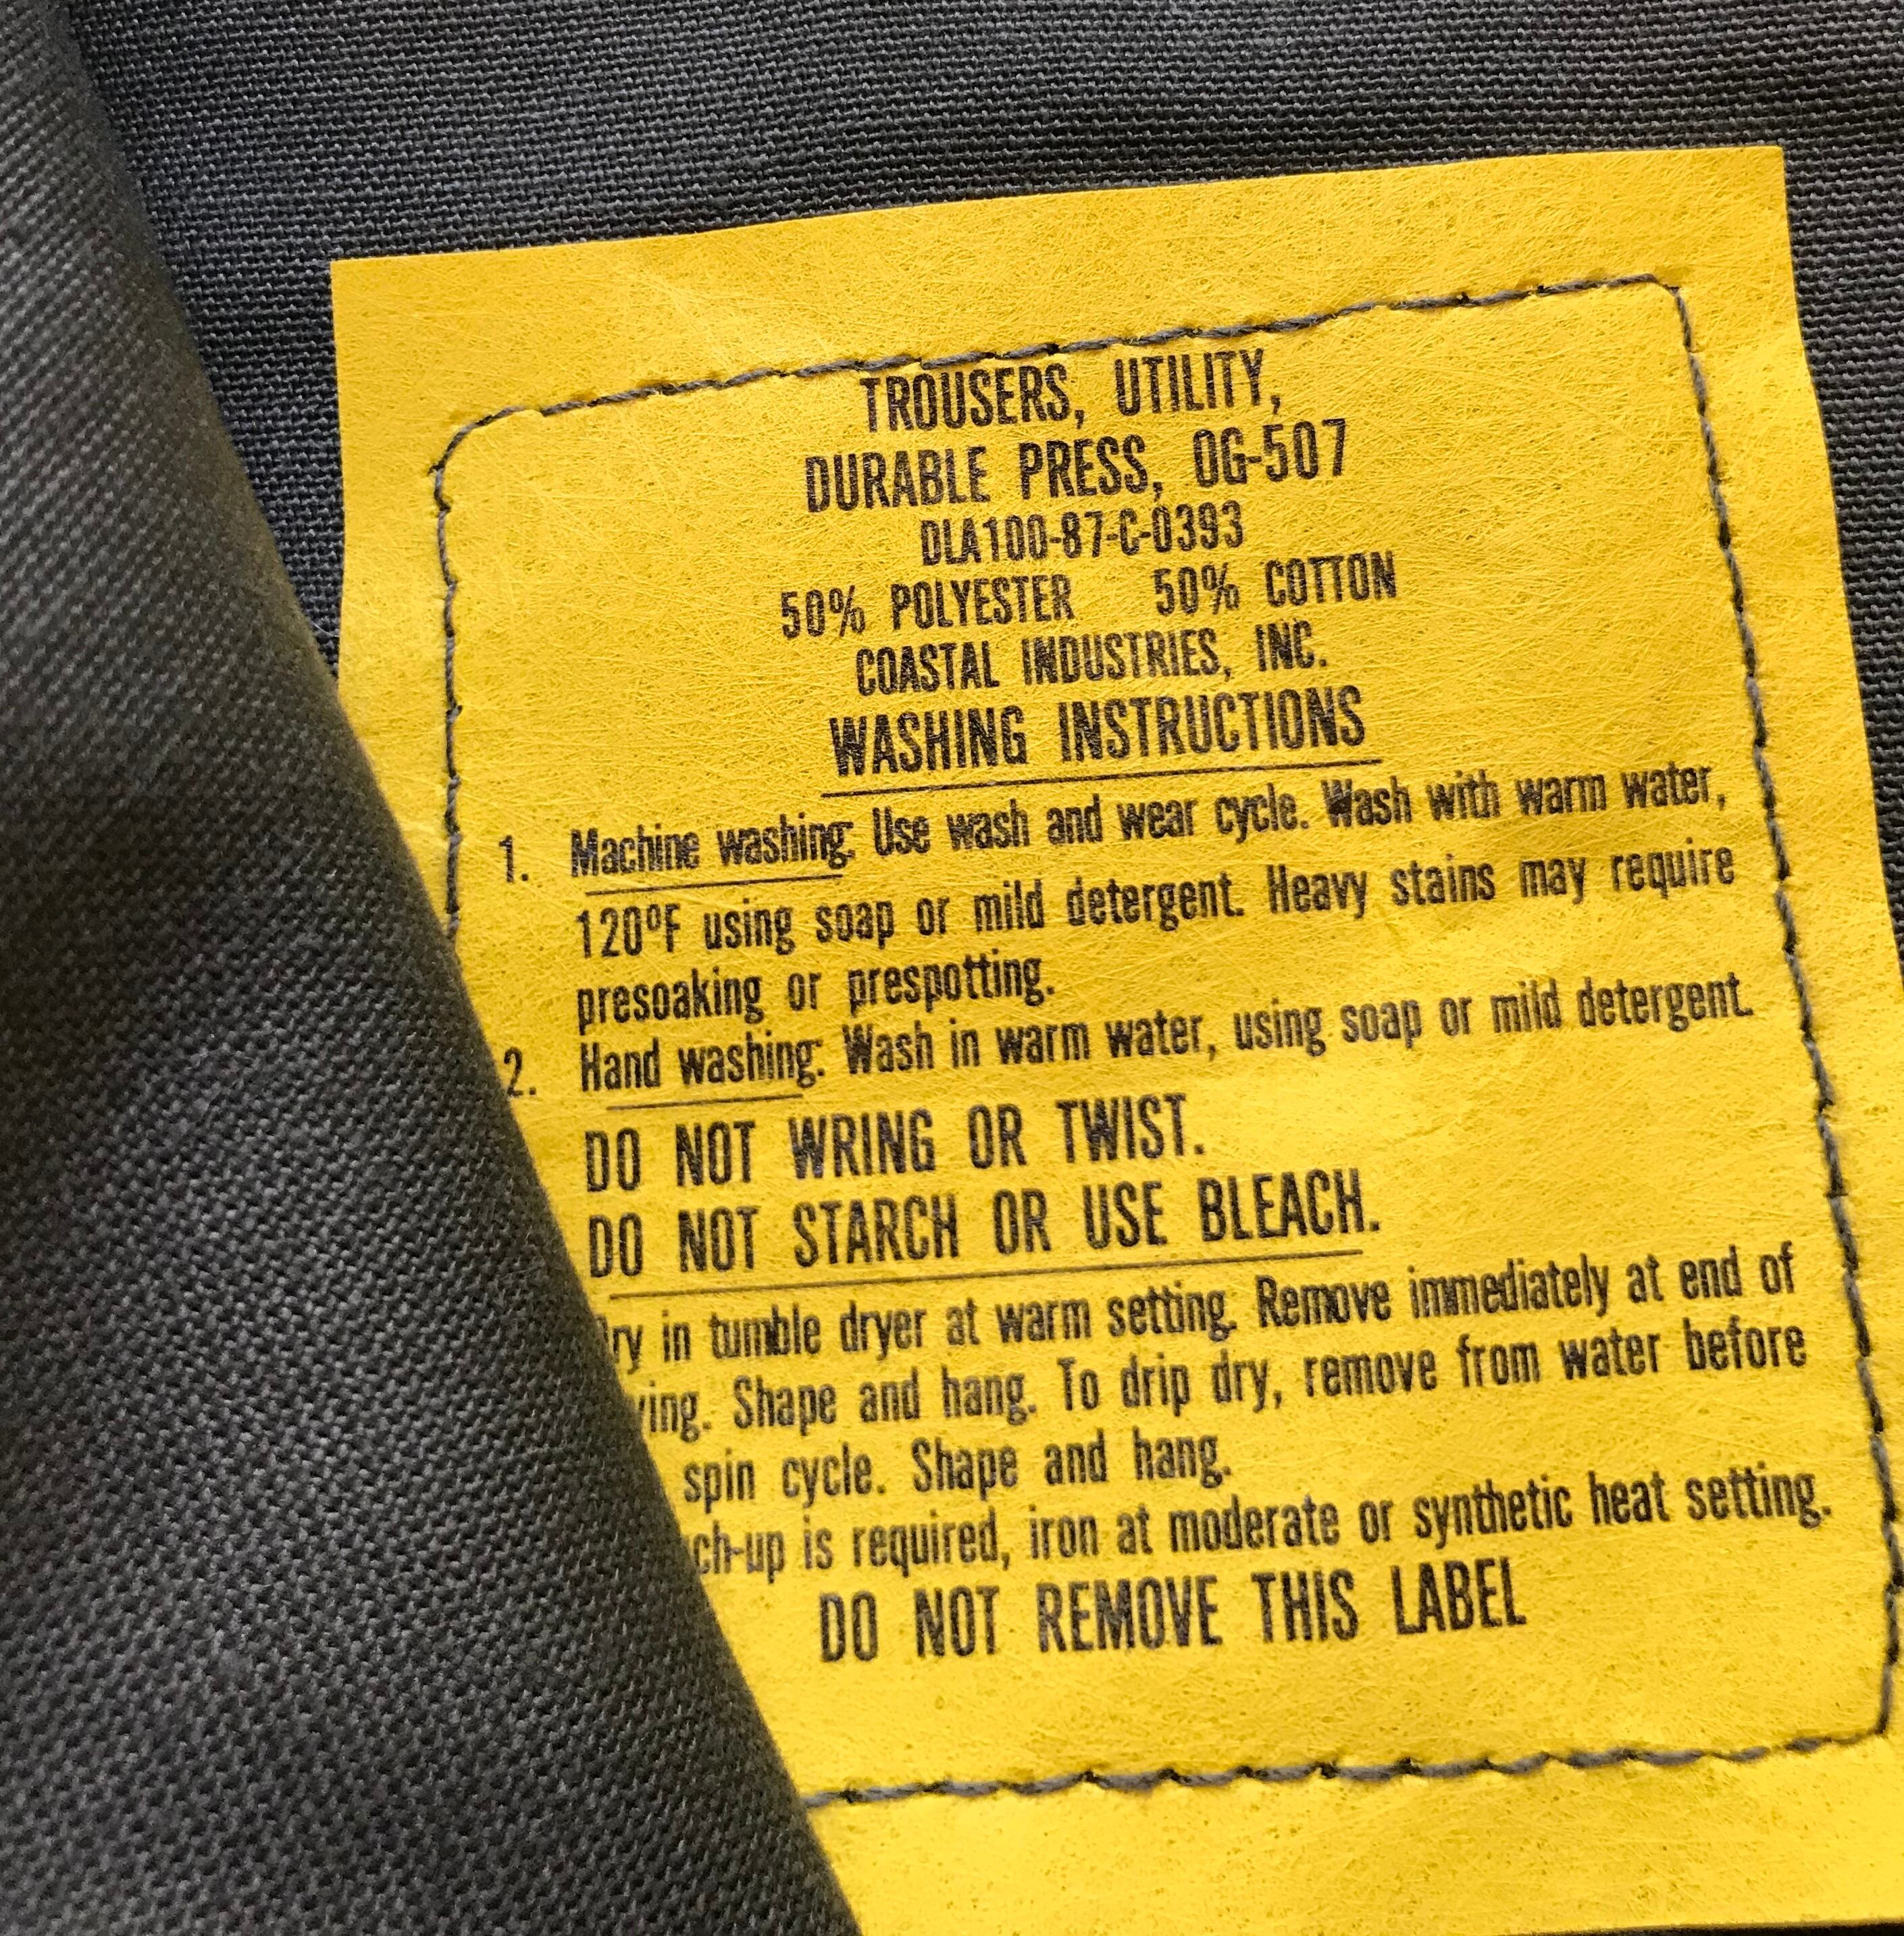 TROUSERS, UTILITY,
DURABLE PRESS, OG-507
DLA100-87-C-0393
50% POLYESTER 50% COTTON
COASTAL INDUSTRIES, INC.
WASHING INSTRUCTIONS
1. Machine washing: Use wash and wear cycle. Wash with warm water,
120ºF using soap or mild detergent. Heavy stains may require
presoaking or prespotting.
2. Hand washing: Wash in warm water, using soap or mild detergent.
DO NOT WRING OR TWIST.
DO NOT STARCH OR USE BLEACH.
in tumble dryer at warm setting. Remove immediately at end of
Shape and hang. To drip dry, remove from water before
spin cycle. Shape and hang.
is required, iron at moderate or synthetic heat setting.
DO NOT REMOVE THIS LABEL